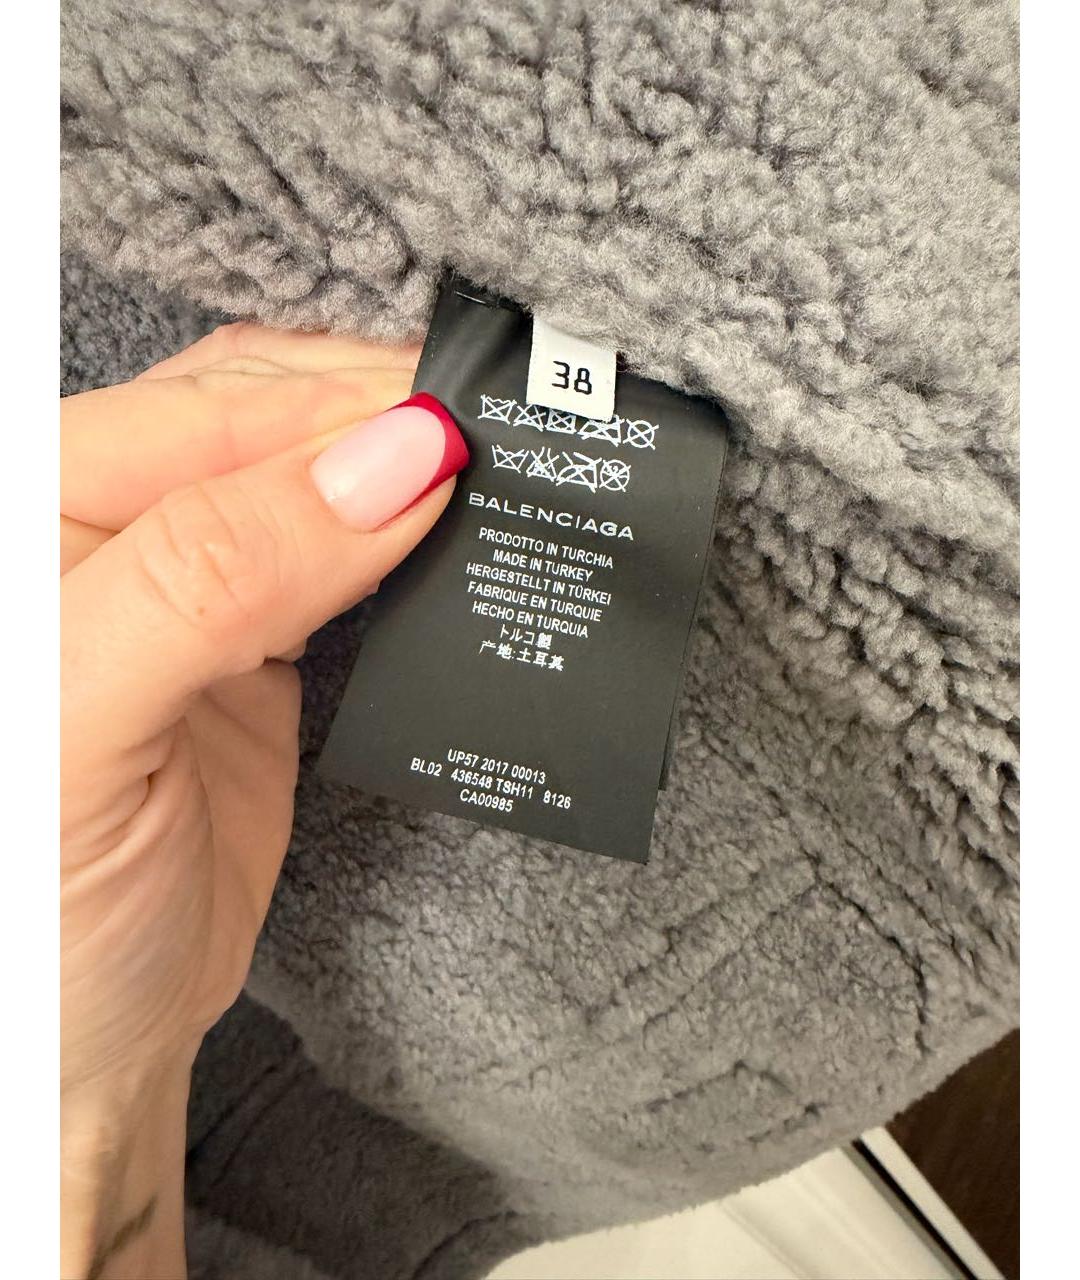 38
BALENCIAGA
PRODOTTO IN TURCHIA
MADE IN TURKEY
HERGESTELLT IN TÜRKEI
FABRIQUE EN TURQUIE
HECHO EN TURQUIA
トルコ製
产地:土耳其
UP57 2017 00013
BL02 436548 TSH11 8126
CA00985